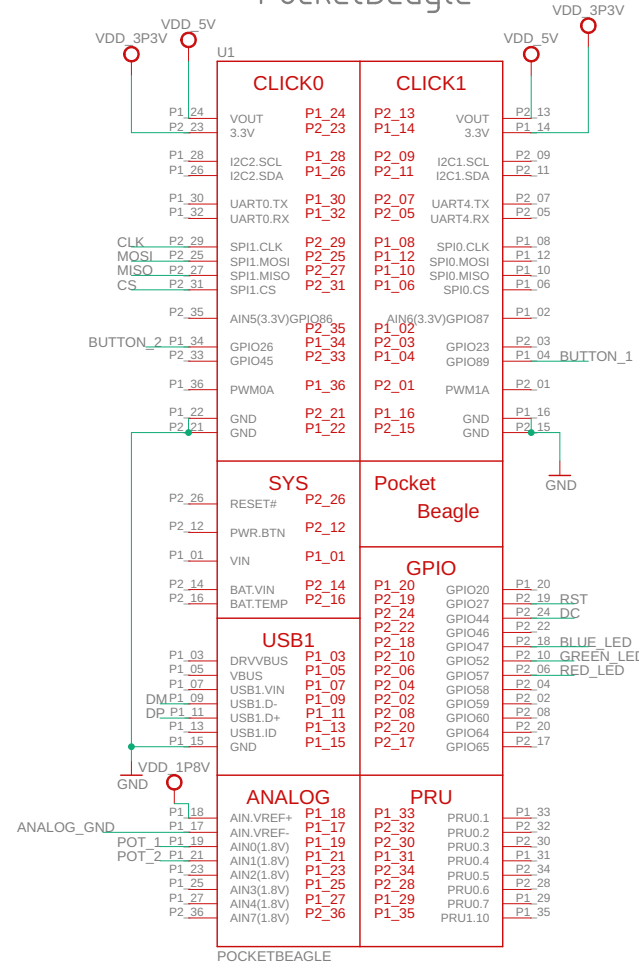 PocketBeagle
VDD_3P3V
VDD_5V
VDD_5V
VDD_3P3V
U1
CLICK0
CLICK1
P1_24 VOUT P1_24 P2_13 VOUT P2_13
P2_23 3.3V P2_23 P1_14 3.3V P1_14
P1_28 I2C2.SCL P1_28 P2_09 I2C1.SCL P2_09
P1_26 I2C2.SDA P1_26 P2_11 I2C1.SDA P2_11
P1_30 UART0.TX P1_30 P2_07 UART4.TX P2_07
P1_32 UART0.RX P1_32 P2_05 UART4.RX P2_05
CLK P2_29 SPI1.CLK P2_29 P1_08 SPI0.CLK P1_08
MOSI P2_25 SPI1.MOSI P2_25 P1_12 SPI0.MOSI P1_12
MISO P2_27 SPI1.MISO P2_27 P1_10 SPI0.MISO P1_10
CS P2_31 SPI1.CS P2_31 P1_06 SPI0.CS P1_06
P2_35 AIN5(3.3V)GPIO86 AIN6(3.3V)GPIO87 P1_02
P2_35 P1_02
BUTTON_2 P1_34 GPIO26 P1_34 P2_03 GPIO23 P2_03
P2_33 GPIO45 P2_33 P1_04 GPIO89 P1_04 BUTTON_1
P1_36 PWM0A P1_36 P2_01 PWM1A P2_01
P1_22 GND P2_21 P1_16 GND P1_16
P2_21 GND P1_22 P2_15 GND P2_15
GND
SYS
Pocket
Beagle
P2_26 RESET# P2_26
P2_12 PWR.BTN P2_12
P1_01 VIN P1_01
P2_14 BAT.VIN P2_14
P2_16 BAT.TEMP P2_16
GPIO
P1_20 GPIO20 P1_20
P2_19 GPIO27 P2_19 RST
P2_24 GPIO44 P2_24 DC
P2_22 GPIO46 P2_22
P2_18 GPIO47 P2_18 BLUE_LED
P2_10 GPIO52 P2_10 GREEN_LED
P2_06 GPIO57 P2_06 RED_LED
P2_04 GPIO58 P2_04
P2_02 GPIO59 P2_02
P2_08 GPIO60 P2_08
P2_20 GPIO64 P2_20
P2_17 GPIO65 P2_17
USB1
P1_03 DRVVBUS P1_03
P1_05 VBUS P1_05
P1_07 USB1.VIN P1_07
DM P1_09 USB1.D- P1_09
DP P1_11 USB1.D+ P1_11
P1_13 USB1.ID P1_13
P1_15 GND P1_15
GND
VDD_1P8V
ANALOG
PRU
P1_18 AIN.VREF+ P1_18 P1_33 PRU0.1 P1_33
ANALOG_GND P1_17 AIN.VREF- P1_17 P2_32 PRU0.2 P2_32
POT_1 P1_19 AIN0(1.8V) P1_19 P2_30 PRU0.3 P2_30
POT_2 P1_21 AIN1(1.8V) P1_21 P1_31 PRU0.4 P1_31
P1_23 AIN2(1.8V) P1_23 P2_34 PRU0.5 P2_34
P1_25 AIN3(1.8V) P1_25 P2_28 PRU0.6 P2_28
P1_27 AIN4(1.8V) P1_27 P1_29 PRU0.7 P1_29
P2_36 AIN7(1.8V) P2_36 P1_35 PRU1.10 P1_35
POCKETBEAGLE